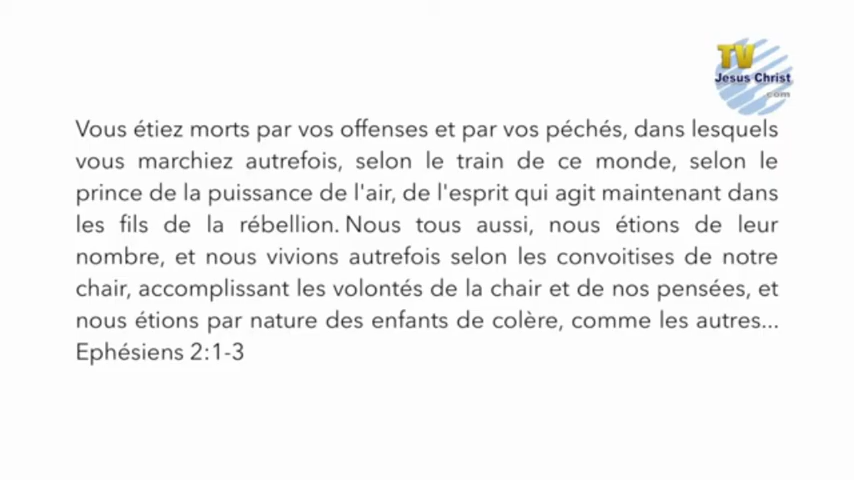 TV
Jesus Christ
.com
Vous étiez morts par vos offenses et par vos péchés, dans lesquels
vous marchiez autrefois, selon le train de ce monde, selon le
prince de la puissance de l'air, de l'esprit qui agit maintenant dans
les fils de la rébellion. Nous tous aussi, nous étions de leur
nombre, et nous vivions autrefois selon les convoitises de notre
chair, accomplissant les volontés de la chair et de nos pensées, et
nous étions par nature des enfants de colère, comme les autres...
Ephésiens 2:1-3